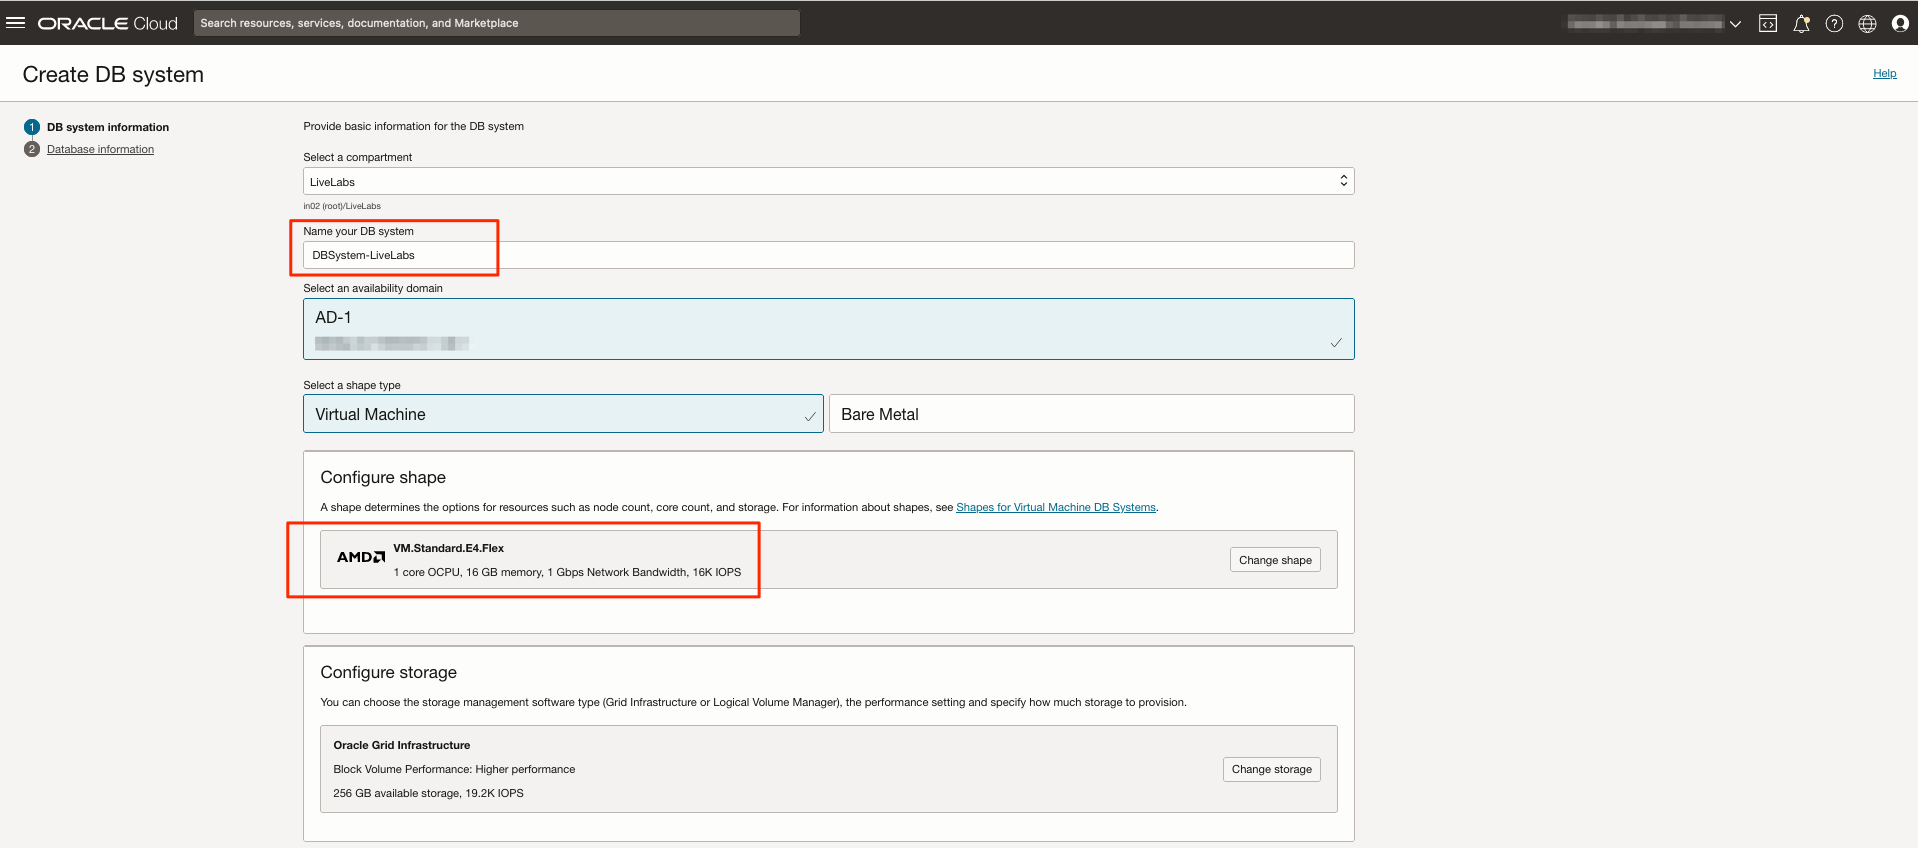 ORACLE Cloud
Search resources, services, documentation, and Marketplace
Create DB system
Help
1 DB system information
2 Database information
Provide basic information for the DB system
Select a compartment
LiveLabs
in02 (root)/LiveLabs
Name your DB system
DBSystem-LiveLabs
Select an availability domain
AD-1
Select a shape type
Virtual Machine
Bare Metal
Configure shape
A shape determines the options for resources such as node count, core count, and storage. For information about shapes, see Shapes for Virtual Machine DB Systems.
AMD
VM.Standard.E4.Flex
1 core OCPU, 16 GB memory, 1 Gbps Network Bandwidth, 16K IOPS
Change shape
Configure storage
You can choose the storage management software type (Grid Infrastructure or Logical Volume Manager), the performance setting and specify how much storage to provision.
Oracle Grid Infrastructure
Block Volume Performance: Higher performance
256 GB available storage, 19.2K IOPS
Change storage